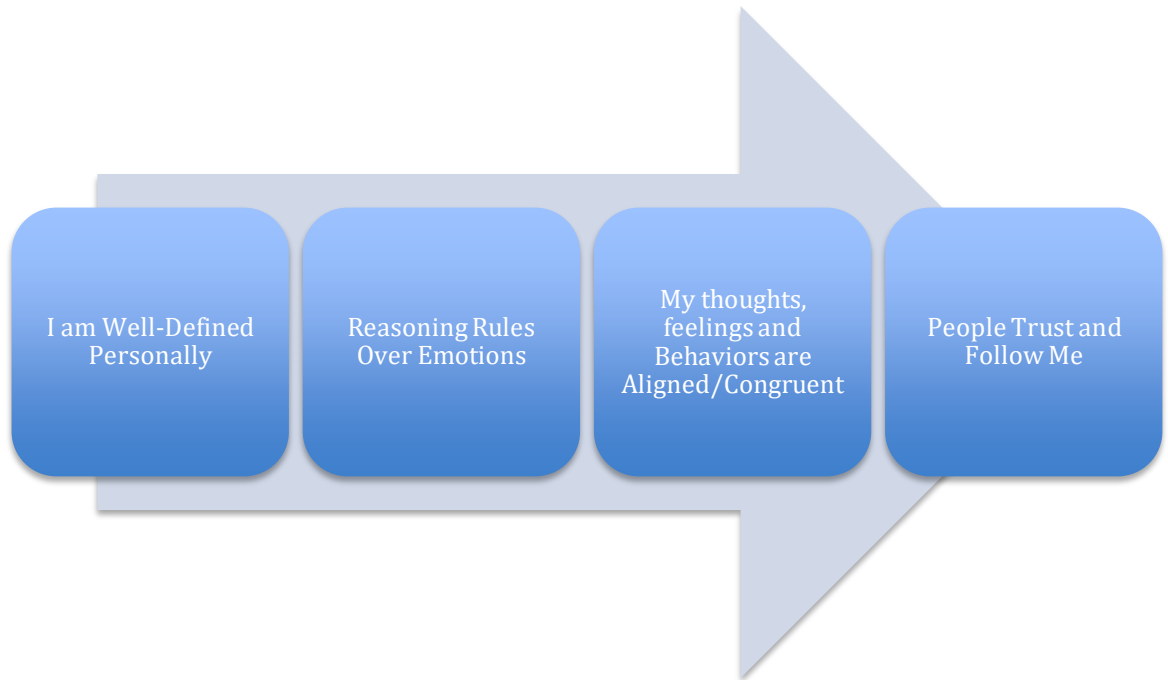 I am Well-Defined
Personally
Reasoning Rules
Over Emotions
My thoughts,
feelings and
Behaviors are
Aligned/Congruent
People Trust and
Follow Me